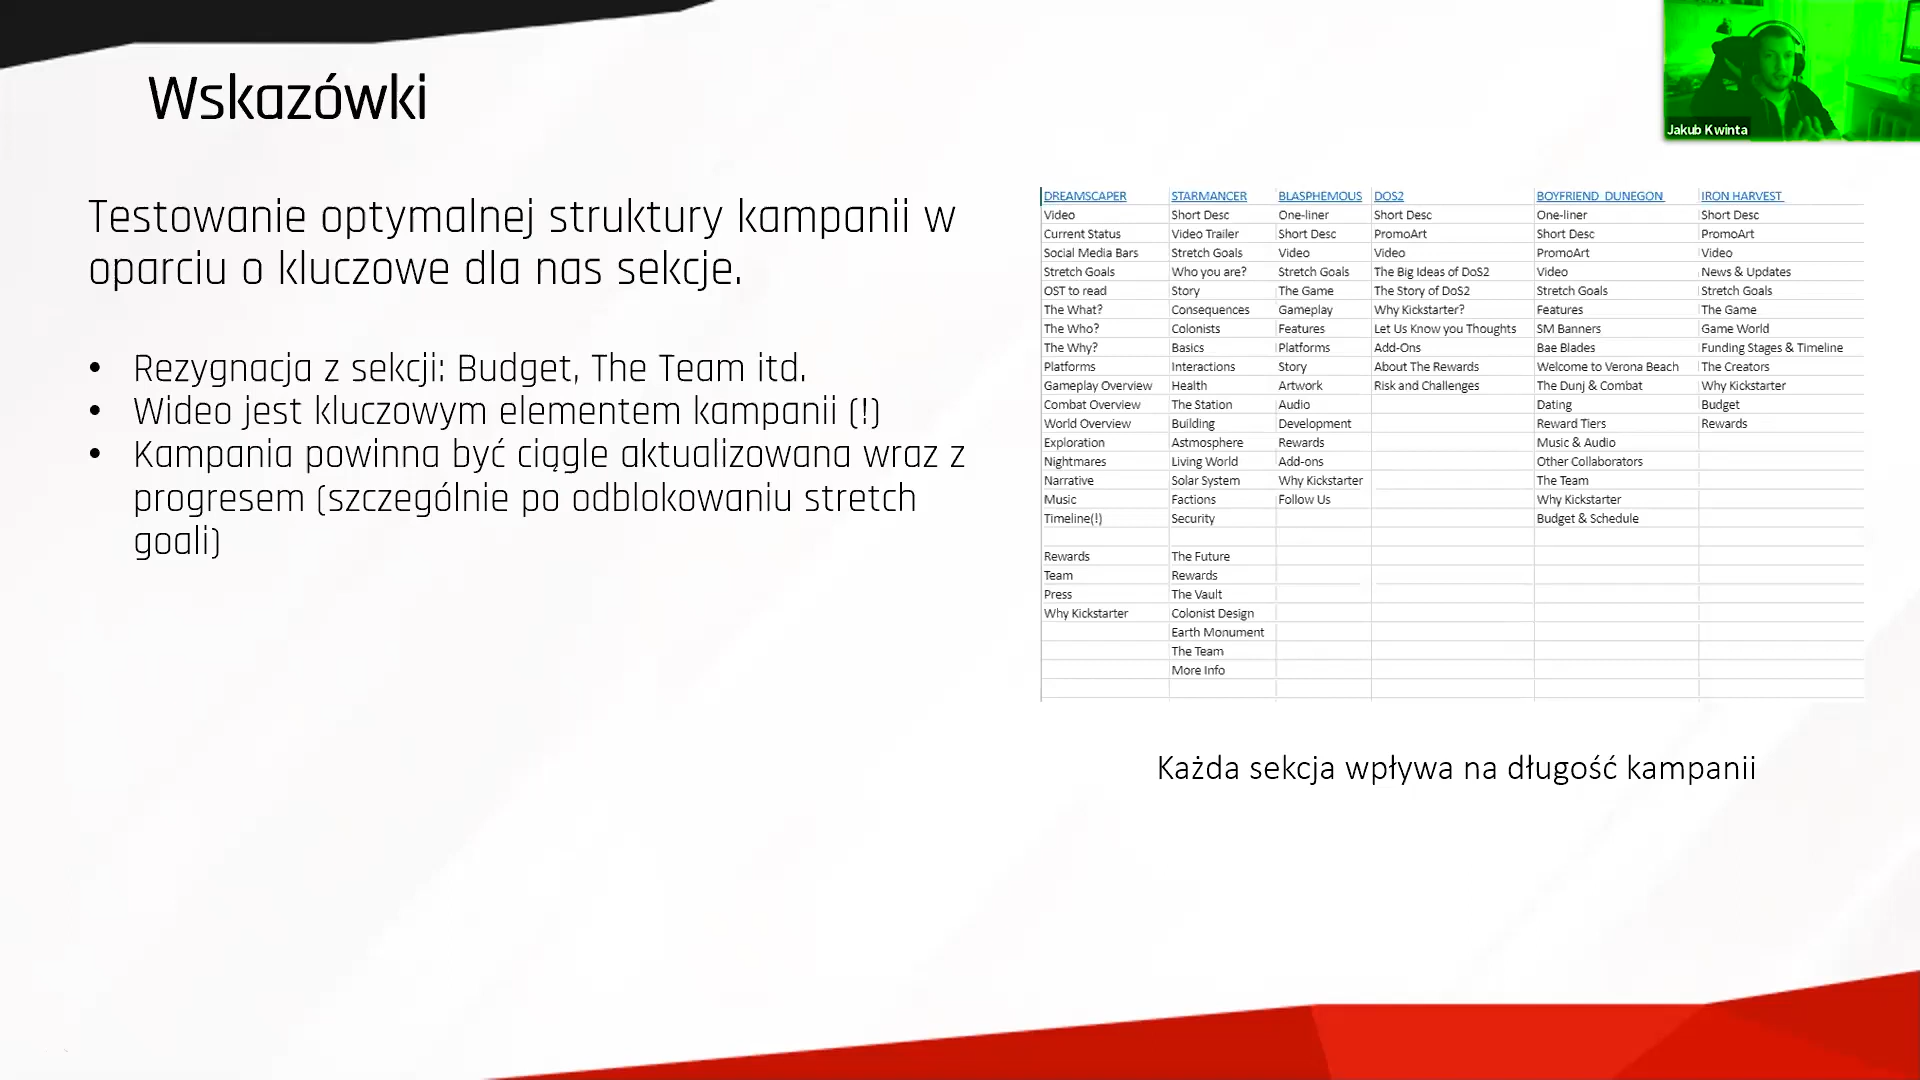 Wskazówki
Jakub Kwinta
Testowanie optymalnej struktury kampanii w
oparciu o kluczowe dla nas sekcje.
• Rezygnacja z sekcji: Budget, The Team itd.
• Wideo jest kluczowym elementem kampanii (!)
• Kampania powinna być ciągle aktualizowana wraz z
progresem (szczególnie po odblokowaniu stretch
goali)
DREAMSCAPER STARMANCER BLASPHEMOUS DOS2 BOYFRIEND DUNEGON IRON HARVEST
Video Short Desc One-liner Short Desc One-liner Short Desc
Current Status Video Trailer Short Desc PromoArt Short Desc PromoArt
Social Media Bars Stretch Goals Video Video PromoArt Video
Stretch Goals Who you are? Stretch Goals The Big Ideas of DoS2 Video News & Updates
OST to read Story The Game The Story of DoS2 Stretch Goals Stretch Goals
The What? Consequences Gameplay Why Kickstarter? Features The Game
The Who? Colonists Features Let Us Know you Thoughts SM Banners Game World
The Why? Basics Platforms Add-Ons Bae Blades Funding Stages & Timeline
Platforms Interactions Story About The Rewards Welcome to Verona Beach The Creators
Gameplay Overview Health Artwork Risk and Challenges The Dunj & Combat Why Kickstarter
Combat Overview The Station Audio Dating Budget
World Overview Building Development Reward Tiers Rewards
Exploration Astmosphere Rewards Music & Audio
Nightmares Living World Add-ons Other Collaborators
Narrative Solar System Why Kickstarter The Team
Music Factions Follow Us Why Kickstarter
Timeline(!) Security Budget & Schedule
Rewards The Future
Team Rewards
Press The Vault
Why Kickstarter Colonist Design
Earth Monument
The Team
More Info
Każda sekcja wpływa na długość kampanii